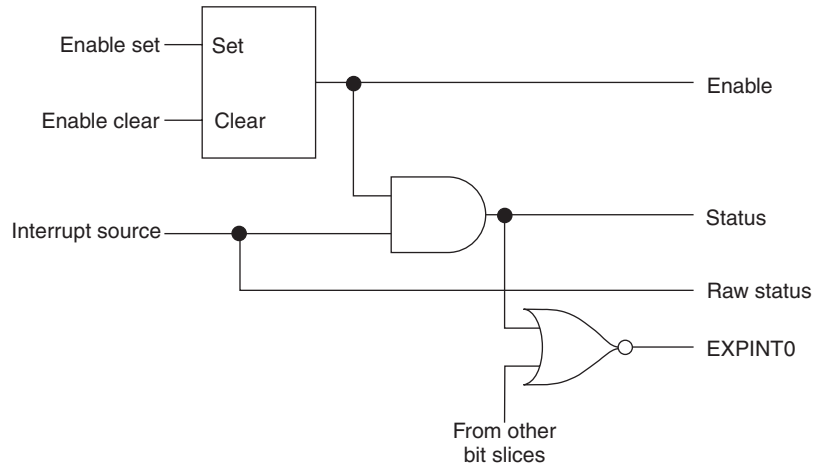 Enable set
Set
Enable
Enable clear
Clear
Interrupt source
Status
Raw status
EXPINT0
From other
bit slices